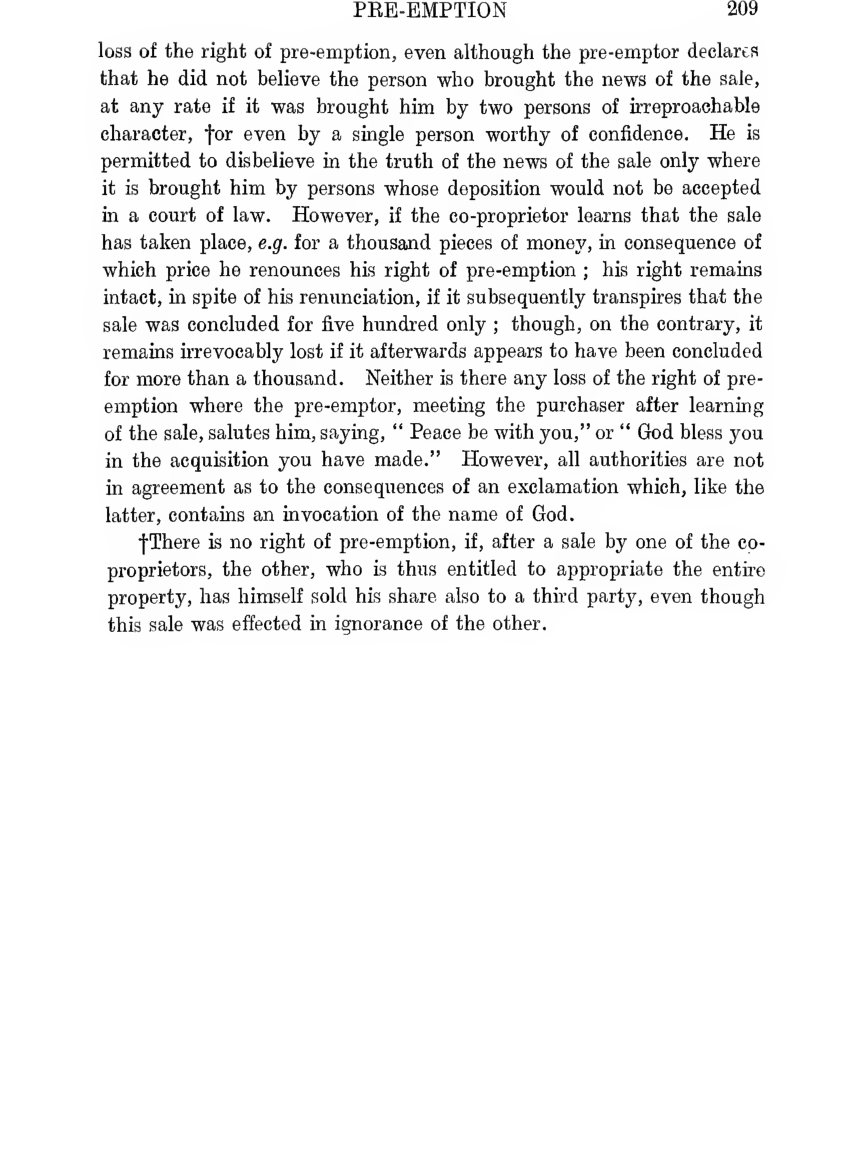 PRE-EMPTION 209
loss of the right of pre-emption, even although the pre-emptor declares
that he did not believe the person who brought the news of the sale,
at any rate if it was brought him by two persons of irreproachable
character, †or even by a single person worthy of confidence. He is
permitted to disbelieve in the truth of the news of the sale only where
it is brought him by persons whose deposition would not be accepted
in a court of law. However, if the co-proprietor learns that the sale
has taken place, e.g. for a thousand pieces of money, in consequence of
which price he renounces his right of pre-emption ; his right remains
intact, in spite of his renunciation, if it subsequently transpires that the
sale was concluded for five hundred only ; though, on the contrary, it
remains irrevocably lost if it afterwards appears to have been concluded
for more than a thousand. Neither is there any loss of the right of pre-
emption where the pre-emptor, meeting the purchaser after learning
of the sale, salutes him, saying, “ Peace be with you,” or “ God bless you
in the acquisition you have made.” However, all authorities are not
in agreement as to the consequences of an exclamation which, like the
latter, contains an invocation of the name of God.
†There is no right of pre-emption, if, after a sale by one of the co-
proprietors, the other, who is thus entitled to appropriate the entire
property, has himself sold his share also to a third party, even though
this sale was effected in ignorance of the other.